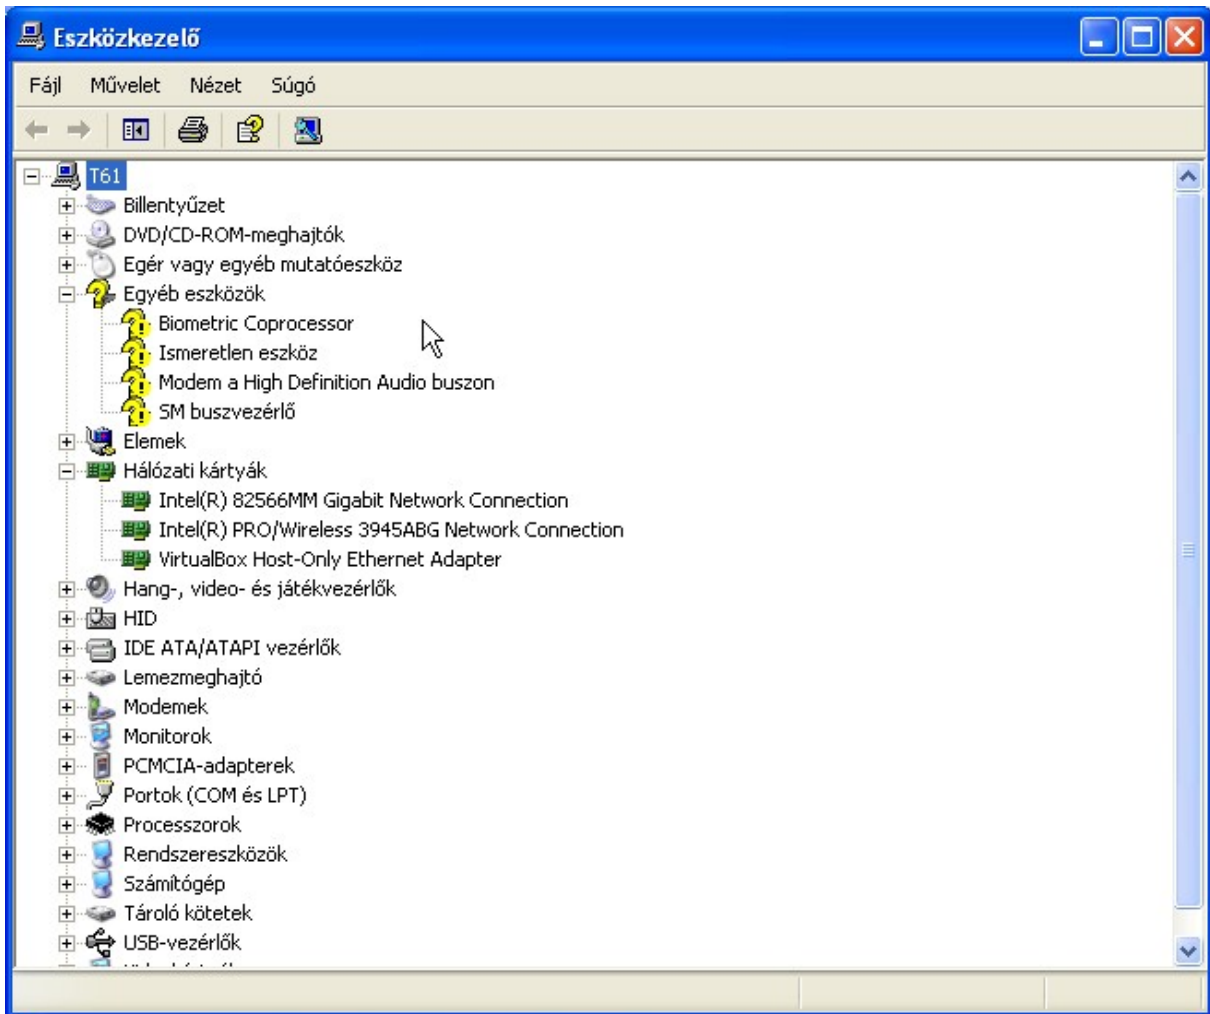 Eszközkezelő
Fájl Művelet Nézet Súgó
T61
Billentyűzet
DVD/CD-ROM-meghajtók
Egér vagy egyéb mutatóeszköz
Egyéb eszközök
Biometric Coprocessor
Ismeretlen eszköz
Modem a High Definition Audio buszon
SM buszvezérlő
Elemek
Hálózati kártyák
Intel(R) 82566MM Gigabit Network Connection
Intel(R) PRO/Wireless 3945ABG Network Connection
VirtualBox Host-Only Ethernet Adapter
Hang-, video- és játékvezérlők
HID
IDE ATA/ATAPI vezérlők
Lemezmeghajtó
Modemek
Monitorok
PCMCIA-adapterek
Portok (COM és LPT)
Processzorok
Rendszereszközök
Számítógép
Tároló kötetek
USB-vezérlők